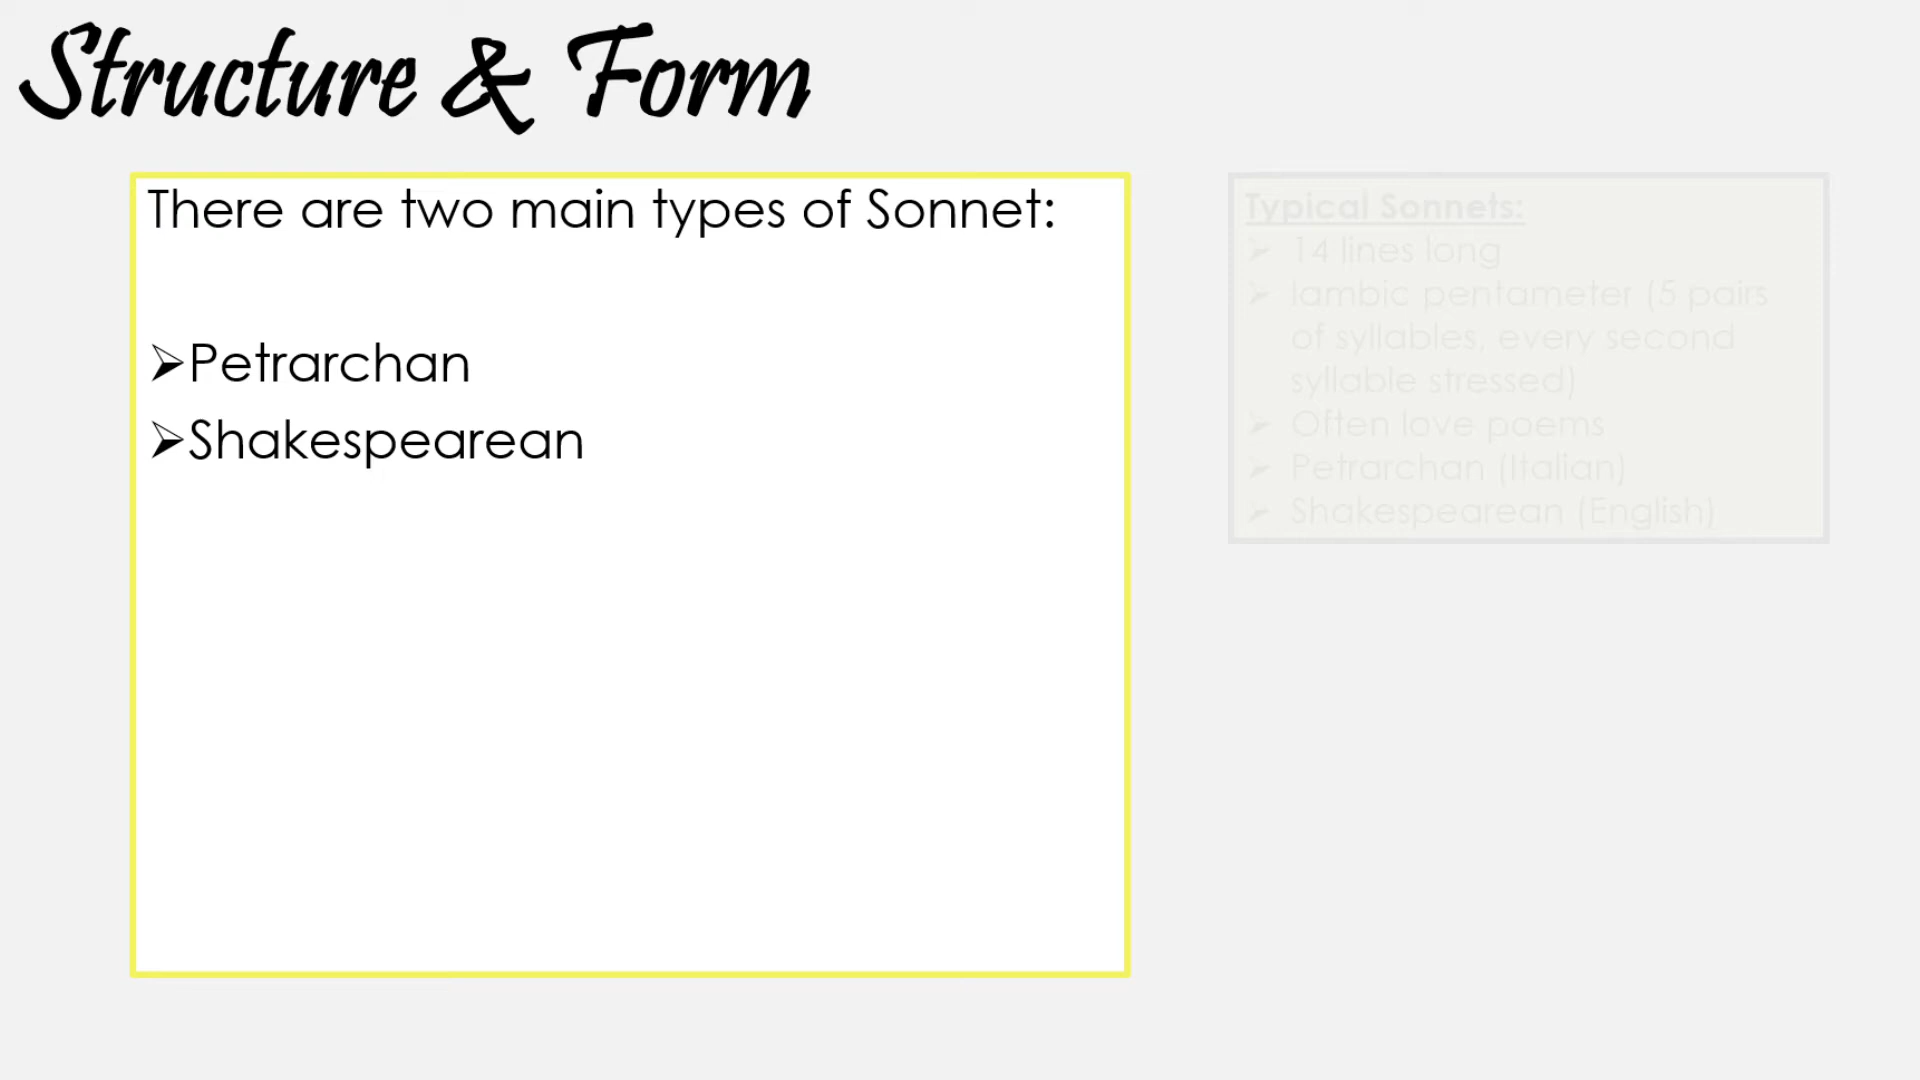 Structure & Form
There are two main types of Sonnet:
➢Petrarchan
➢Shakespearean
Typical Sonnets:
➢ 14 lines long
➢ Iambic pentameter (5 pairs
of syllables, every second
syllable stressed)
➢ Often love poems
➢ Petrarchan (Italian)
➢ Shakespearean (English)